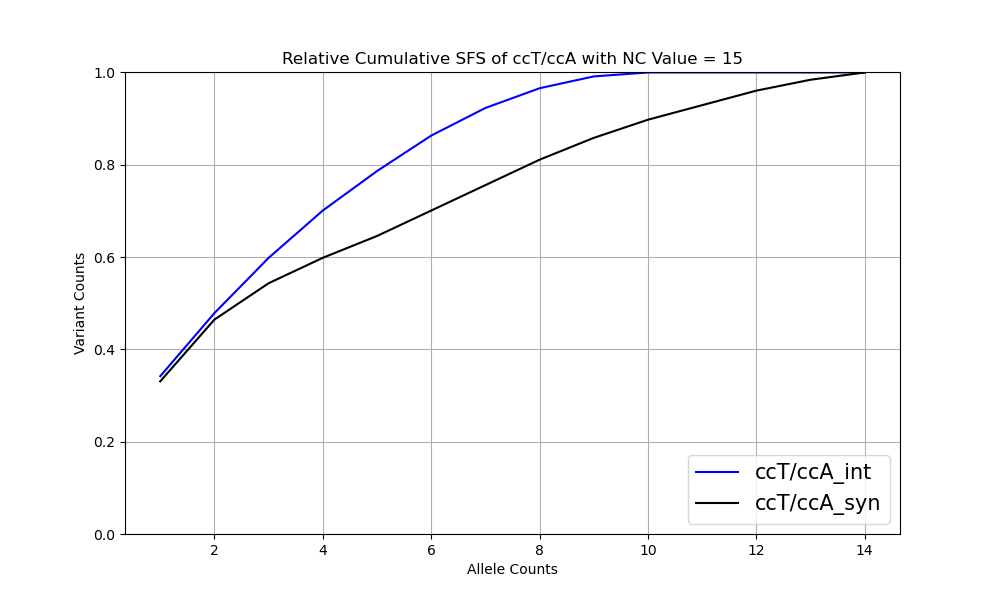 Relative Cumulative SFS of ccT/ccA with NC Value = 15
Variant Counts
1.0
0.8
0.6
0.4
0.2
0.0
2 4 6 8 10 12 14
Allele Counts
ccT/ccA_int
ccT/ccA_syn